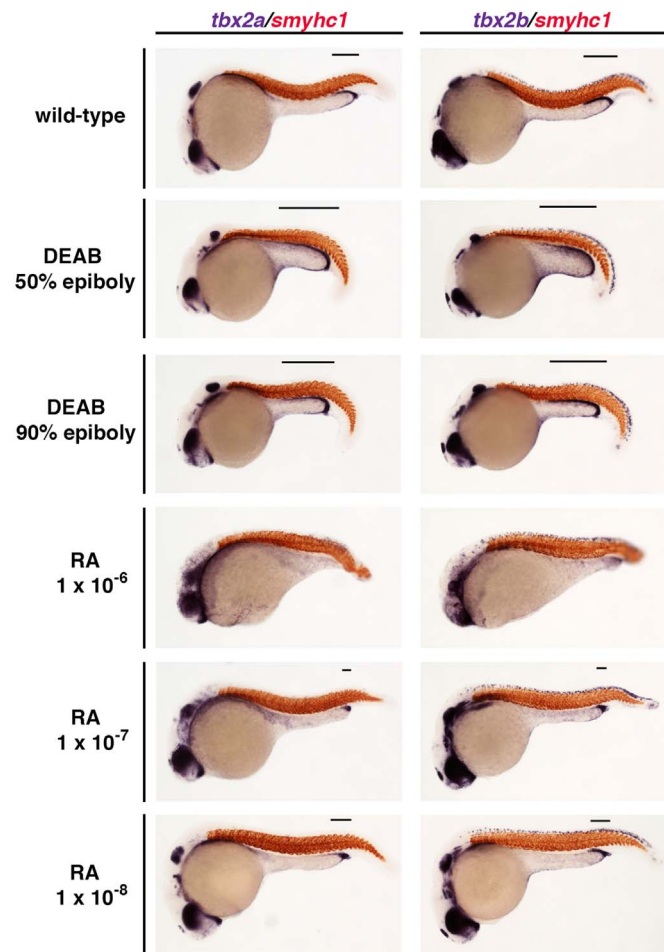 tbx2a/smyhc1 tbx2b/smyhc1
wild-type
DEAB
50% epiboly
DEAB
90% epiboly
RA
1 x 10⁻⁶
RA
1 x 10⁻⁷
RA
1 x 10⁻⁸